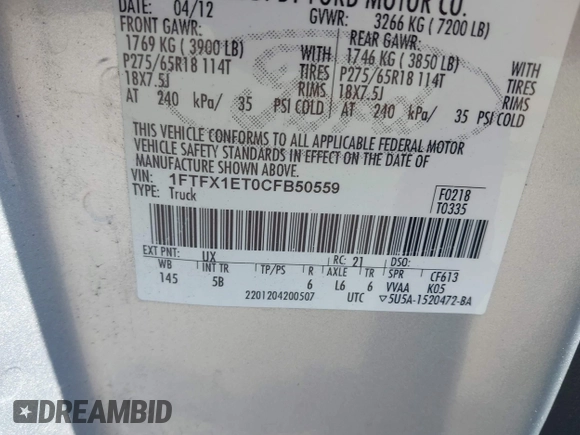 FORD MOTOR CO.
04/12 GVWR: 3266 KG (7200 LB)
FRONT GAWR: REAR GAWR:
1769 KG (3900 LB) WITH 1746 KG (3850 LB) WITH
P275/65R18 114T TIRES P275/65R18 114T TIRES
18X7.5J RIMS 18X7.5J RIMS
AT 240 kPa/ 35 PSI COLD AT 240 kPa/ 35 PSI COLD
THIS VEHICLE CONFORMS TO ALL APPLICABLE FEDERAL MOTOR
VEHICLE SAFETY STANDARDS IN EFFECT ON THE DATE OF
MANUFACTURE SHOWN ABOVE.
VIN: 1FTFX1ET0CFB50559
TYPE: Truck
F0218
T0335
EXT PNT: UX RC: 21 DSO:
WB INT TR TP/PS R AXLE TR SPR CF613
145 5B 6 L6 6 VVAA K05
2201204200507 UTC ▽5U5A-1520472-BA
DREAMBID